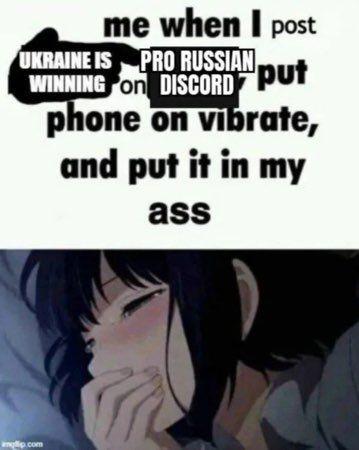 me when I post
UKRAINE IS WINNING on PRO RUSSIAN DISCORD, put
phone on vibrate,
and put it in my
ass
imgflip.com